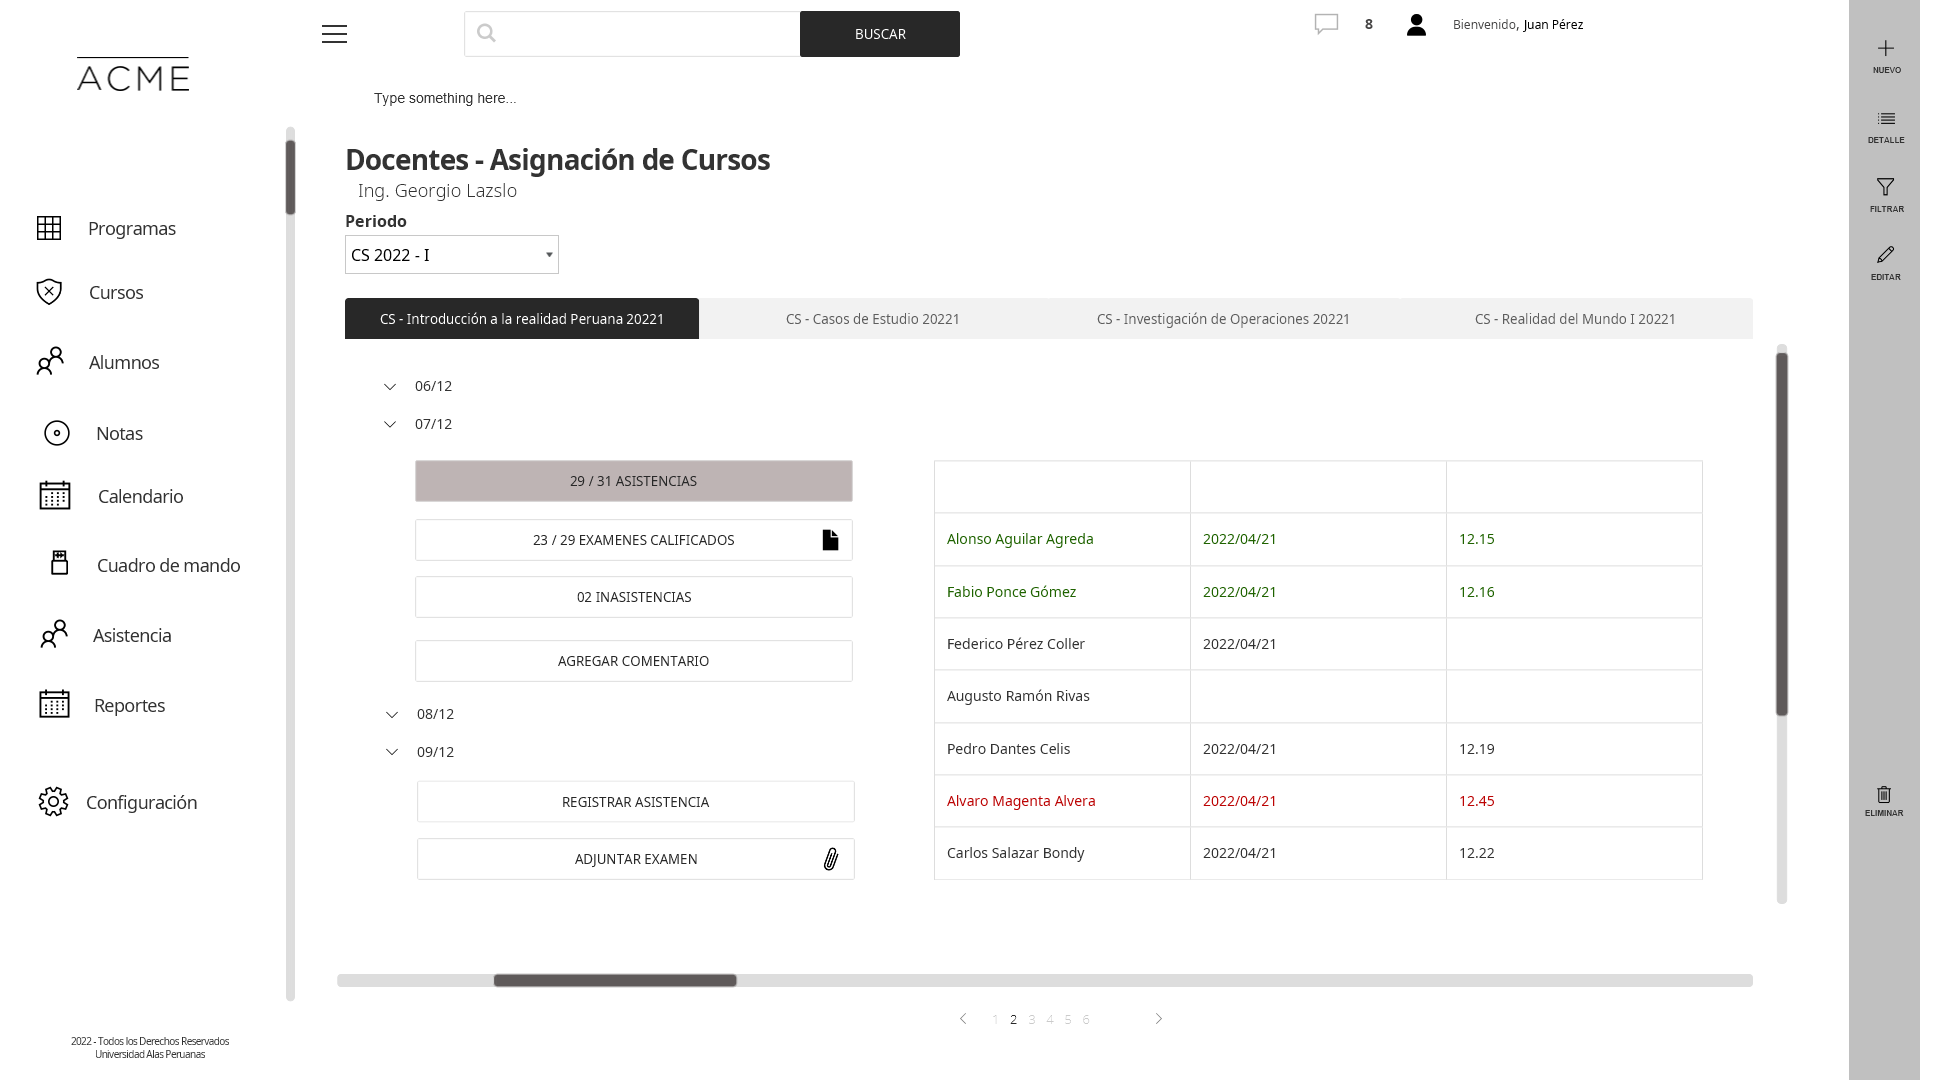 ACME
BUSCAR
8
Bienvenido, Juan Pérez
Type something here...
Docentes - Asignación de Cursos
Ing. Georgio Lazslo
Periodo
CS 2022 - I
Programas
Cursos
Alumnos
Notas
Calendario
Cuadro de mando
Asistencia
Reportes
Configuración
2022 - Todos los Derechos Reservados
Universidad Alas Peruanas
CS - Introducción a la realidad Peruana 20221
CS - Casos de Estudio 20221
CS - Investigación de Operaciones 20221
CS - Realidad del Mundo I 20221
06/12
07/12
29 / 31 ASISTENCIAS
23 / 29 EXAMENES CALIFICADOS
02 INASISTENCIAS
AGREGAR COMENTARIO
08/12
09/12
REGISTRAR ASISTENCIA
ADJUNTAR EXAMEN
Alonso Aguilar Agreda 2022/04/21 12.15
Fabio Ponce Gómez 2022/04/21 12.16
Federico Pérez Coller 2022/04/21
Augusto Ramón Rivas
Pedro Dantes Celis 2022/04/21 12.19
Alvaro Magenta Alvera 2022/04/21 12.45
Carlos Salazar Bondy 2022/04/21 12.22
1 2 3 4 5 6
NUEVO
DETALLE
FILTRAR
EDITAR
ELIMINAR